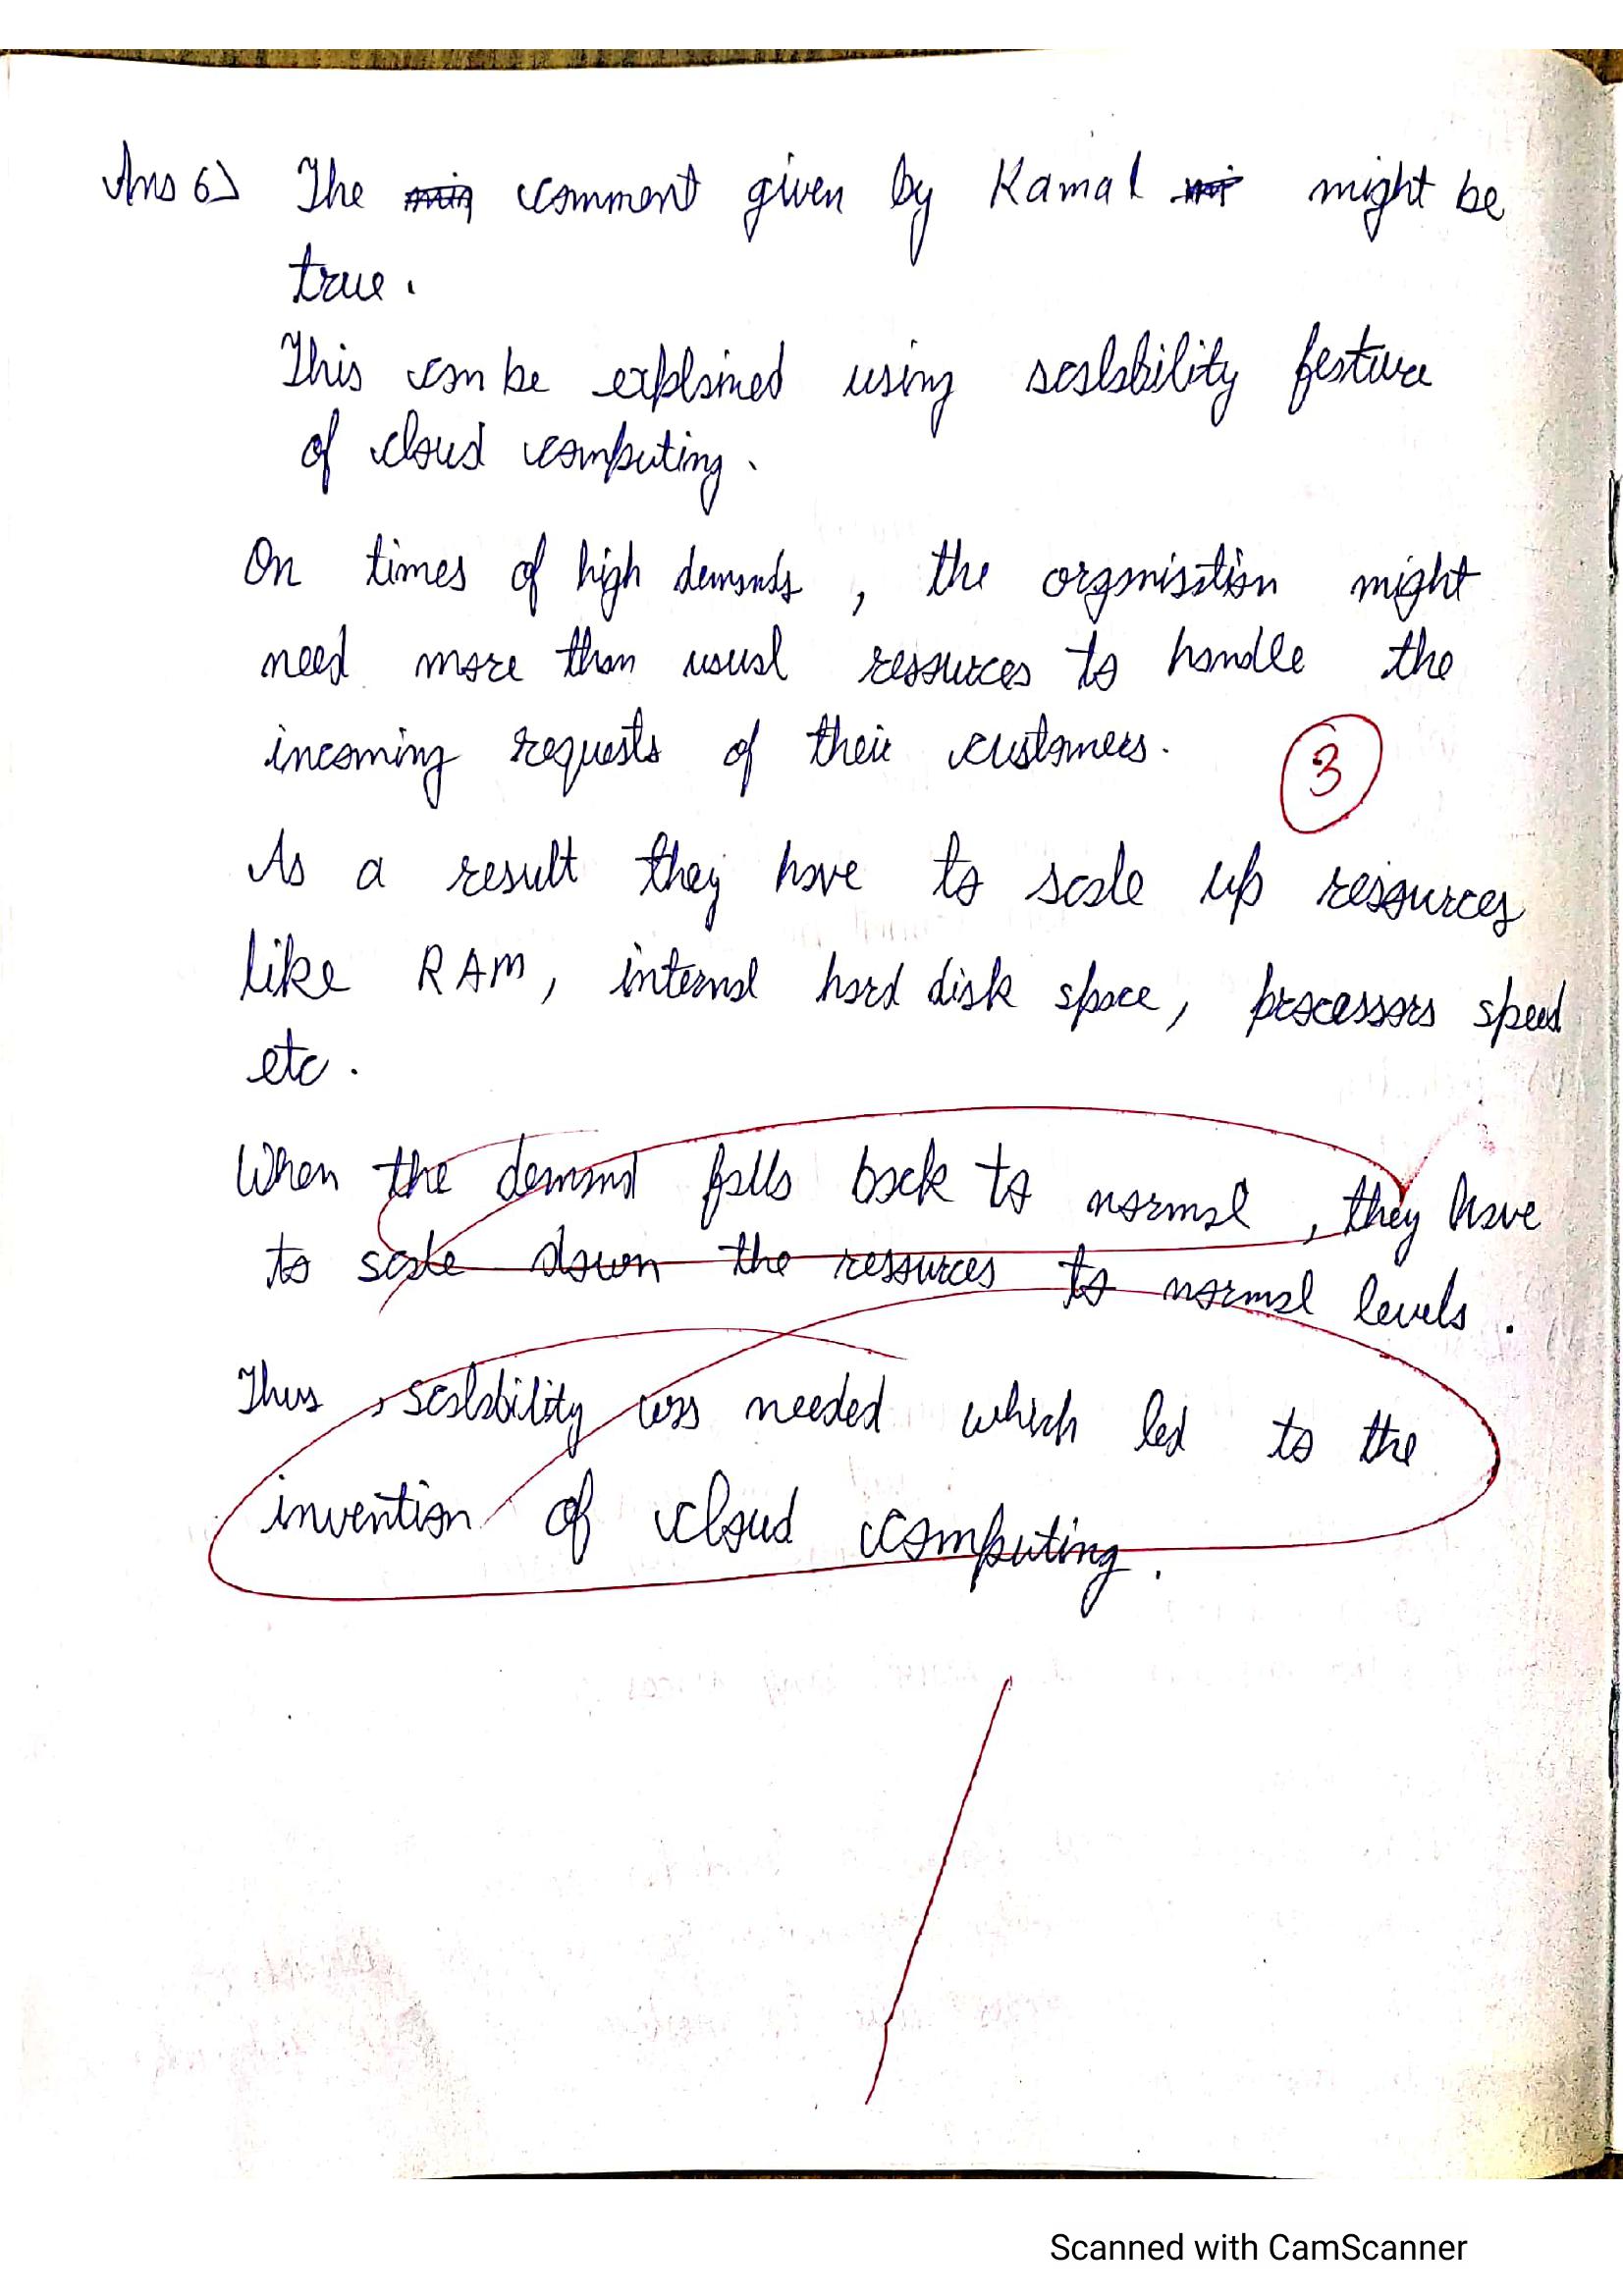 Ans 6) The comment given by Kamal might be
true.
This can be explained using scalability feature
of cloud computing.
On times of high demands, the organisation might
need more than usual resources to handle the
incoming requests of their customers.
3
As a result they have to scale up resources
like RAM, internal hard disk space, processors speed
etc.
When the demand falls back to normal, they have
to scale down the resources to normal levels.
Thus, scalability was needed which led to the
invention of cloud computing.
Scanned with CamScanner